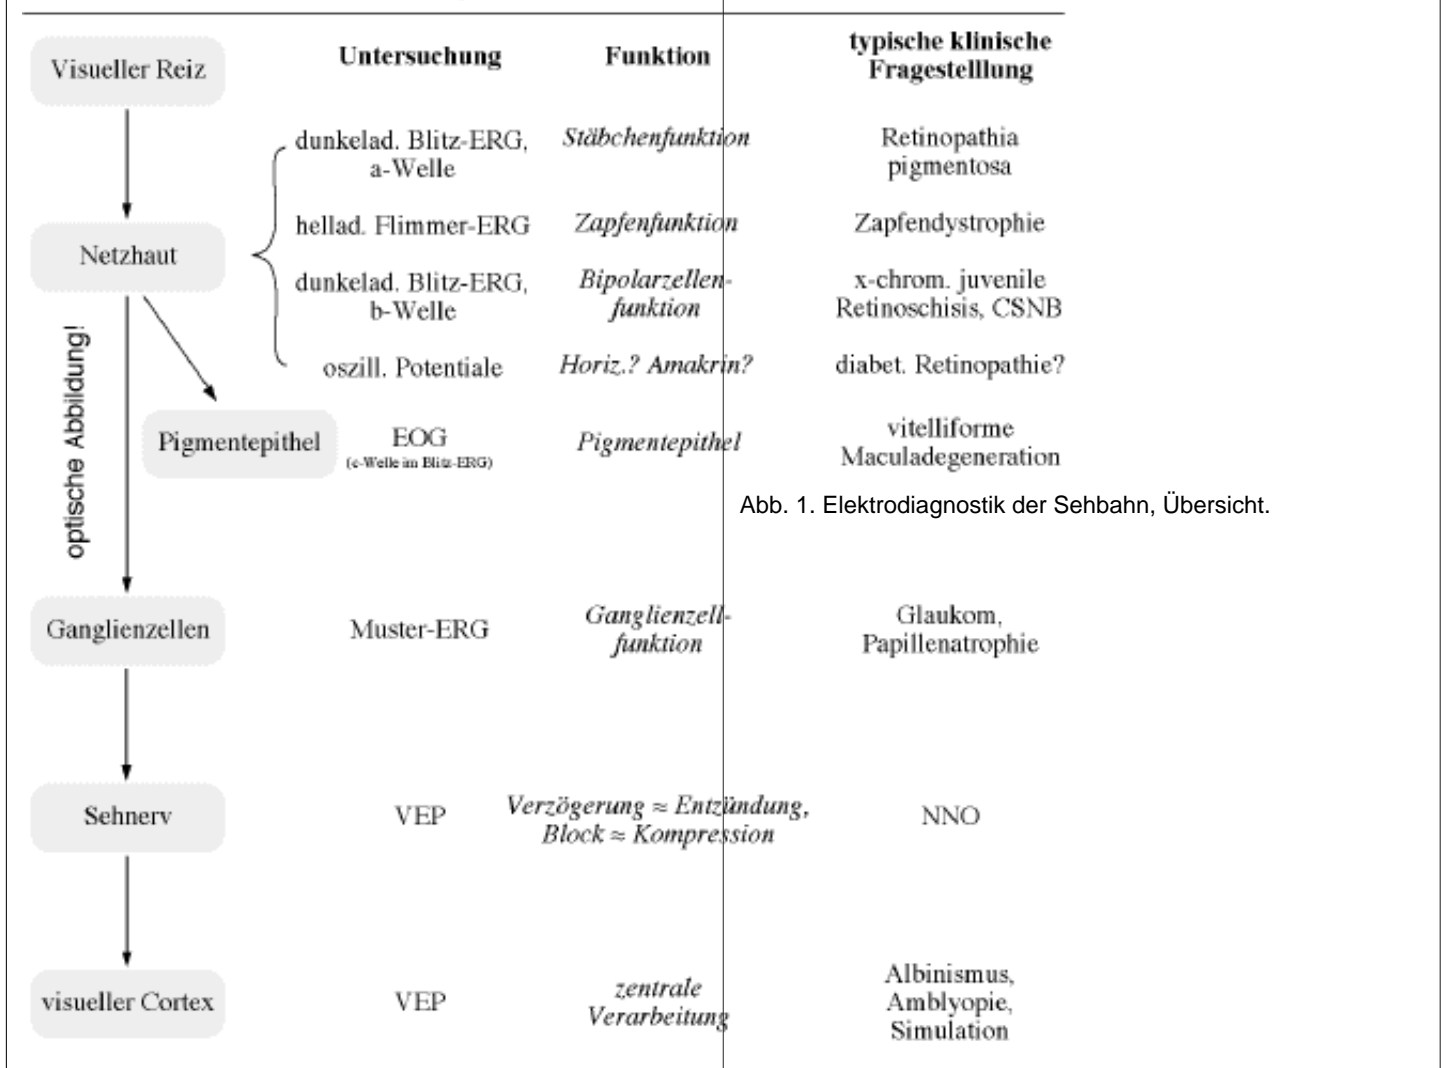 Visueller Reiz
Untersuchung
Funktion
typische klinische
Fragestelllung
dunkelad. Blitz-ERG,
a-Welle
Stäbchenfunktion
Retinopathia
pigmentosa
Netzhaut
hellad. Flimmer-ERG
Zapfenfunktion
Zapfendystrophie
dunkelad. Blitz-ERG,
b-Welle
Bipolarzellen-
funktion
x-chrom. juvenile
Retinoschisis, CSNB
oszill. Potentiale
Horiz.? Amakrin?
diabet. Retinopathie?
optische Abbildung!
Pigmentepithel
EOG
(c-Welle im Blitz-ERG)
Pigmentepithel
vitelliforme
Maculadegeneration
Abb. 1. Elektrodiagnostik der Sehbahn, Übersicht.
Ganglienzellen
Muster-ERG
Ganglienzell-
funktion
Glaukom,
Papillenatrophie
Sehnerv
VEP
Verzögerung ≈ Entzündung,
Block ≈ Kompression
NNO
visueller Cortex
VEP
zentrale
Verarbeitung
Albinismus,
Amblyopie,
Simulation